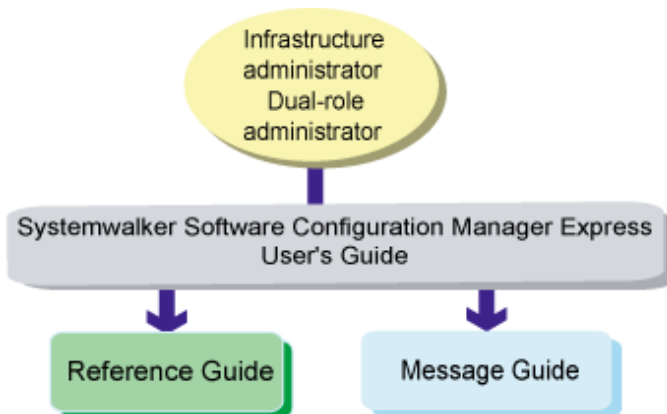 Infrastructure
administrator
Dual-role
administrator
Systemwalker Software Configuration Manager Express
User's Guide
Reference Guide
Message Guide